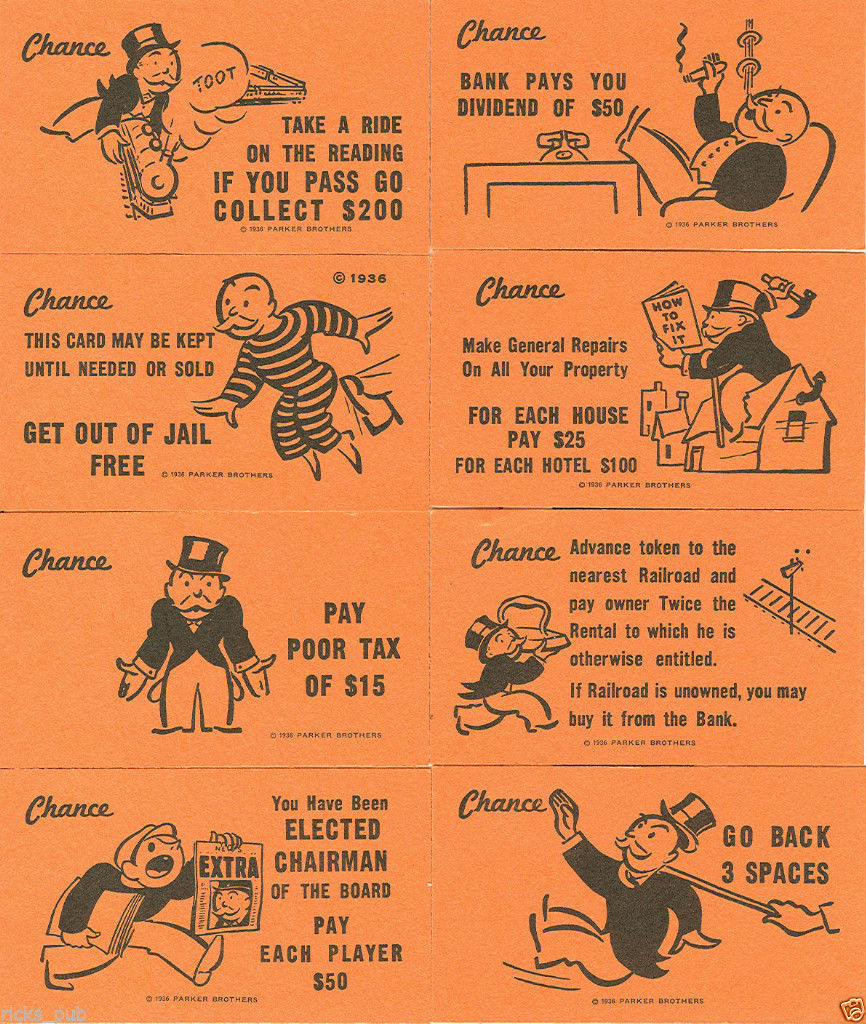 Chance
TOOT
TAKE A RIDE
ON THE READING
IF YOU PASS GO
COLLECT $200
© 1936 PARKER BROTHERS
Chance
BANK PAYS YOU
DIVIDEND OF $50
© 1936 PARKER BROTHERS
© 1936
Chance
THIS CARD MAY BE KEPT
UNTIL NEEDED OR SOLD
GET OUT OF JAIL
FREE
© 1936 PARKER BROTHERS
Chance
HOW
TO
FIX
IT
Make General Repairs
On All Your Property
FOR EACH HOUSE
PAY $25
FOR EACH HOTEL $100
© 1936 PARKER BROTHERS
Chance
PAY
POOR TAX
OF $15
© 1936 PARKER BROTHERS
Chance
Advance token to the
nearest Railroad and
pay owner Twice the
Rental to which he is
otherwise entitled.
If Railroad is unowned, you may
buy it from the Bank.
© 1936 PARKER BROTHERS
Chance
NEWS
EXTRA
You Have Been
ELECTED
CHAIRMAN
OF THE BOARD
PAY
EACH PLAYER
$50
© 1936 PARKER BROTHERS
Chance
GO BACK
3 SPACES
© 1936 PARKER BROTHERS
ricks_pub